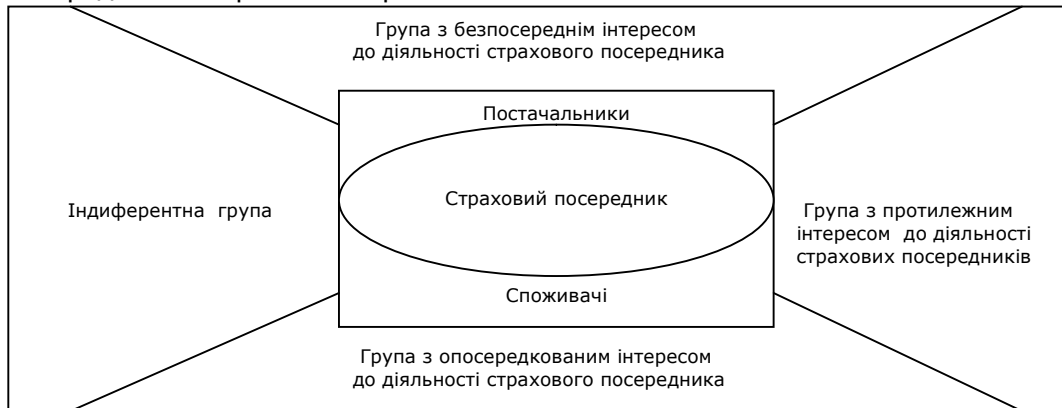 Група з безпосереднім інтересом
до діяльності страхового посередника
Постачальники
Страховий посередник
Індиферентна група
Група з протилежним
інтересом до діяльності
страхових посередників
Споживачі
Група з опосередкованим інтересом
до діяльності страхового посередника